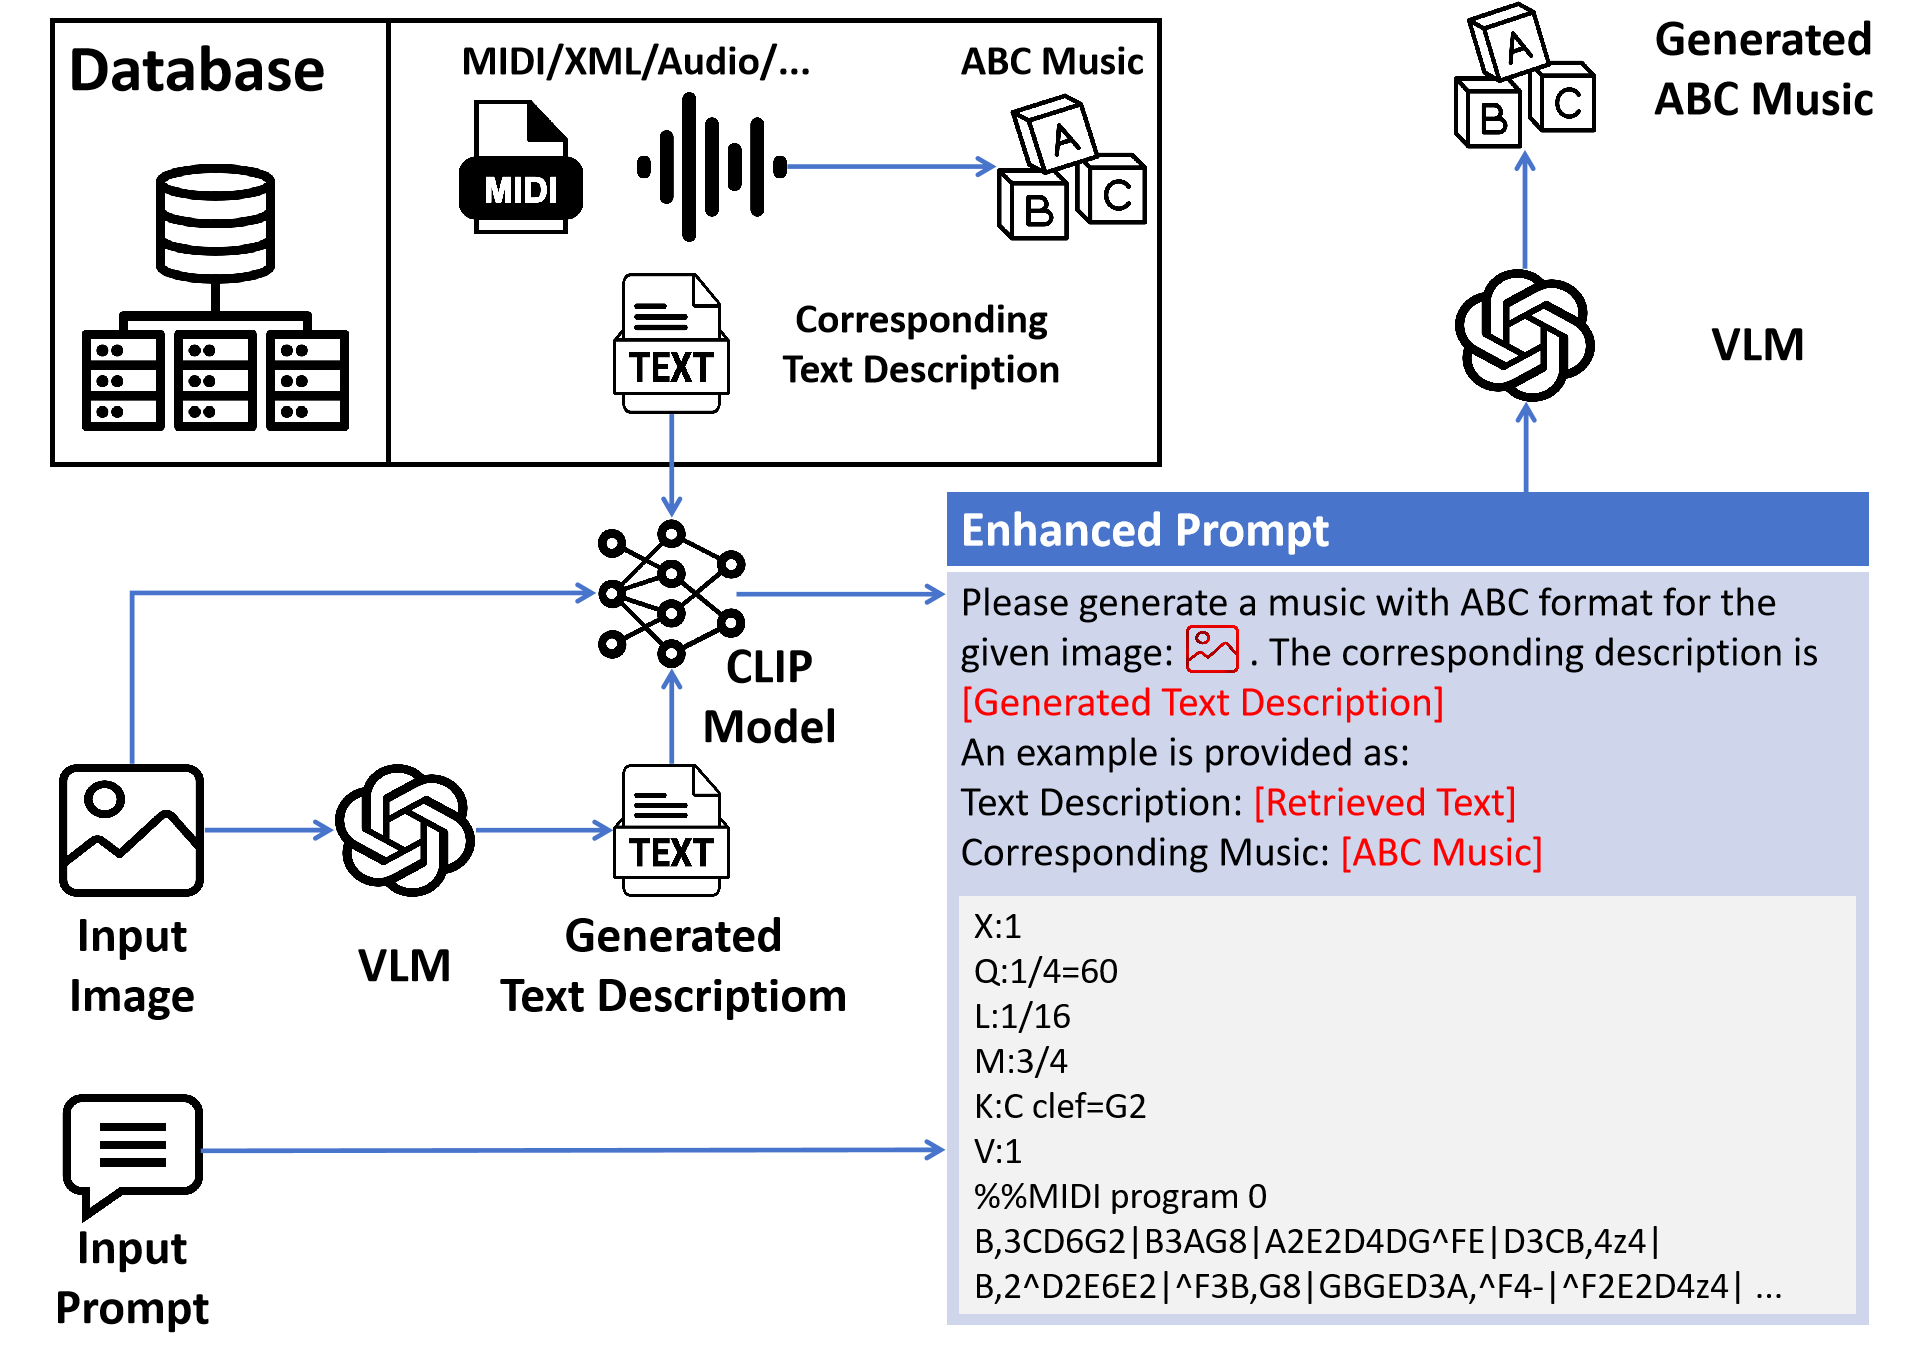 Database
MIDI/XML/Audio/...
ABC Music
MIDI
A
B
C
TEXT
Corresponding
Text Description
A
B
C
Generated
ABC Music
VLM
CLIP
Model
Input
Image
VLM
TEXT
Generated
Text Descriptiom
Input
Prompt
Enhanced Prompt
Please generate a music with ABC format for the
given image: . The corresponding description is
[Generated Text Description]
An example is provided as:
Text Description: [Retrieved Text]
Corresponding Music: [ABC Music]
X:1
Q:1/4=60
L:1/16
M:3/4
K:C clef=G2
V:1
%%MIDI program 0
B,3CD6G2|B3AG8|A2E2D4DG^FE|D3CB,4z4|
B,2^D2E6E2|^F3B,G8|GBGED3A,^F4-|^F2E2D4z4| ...